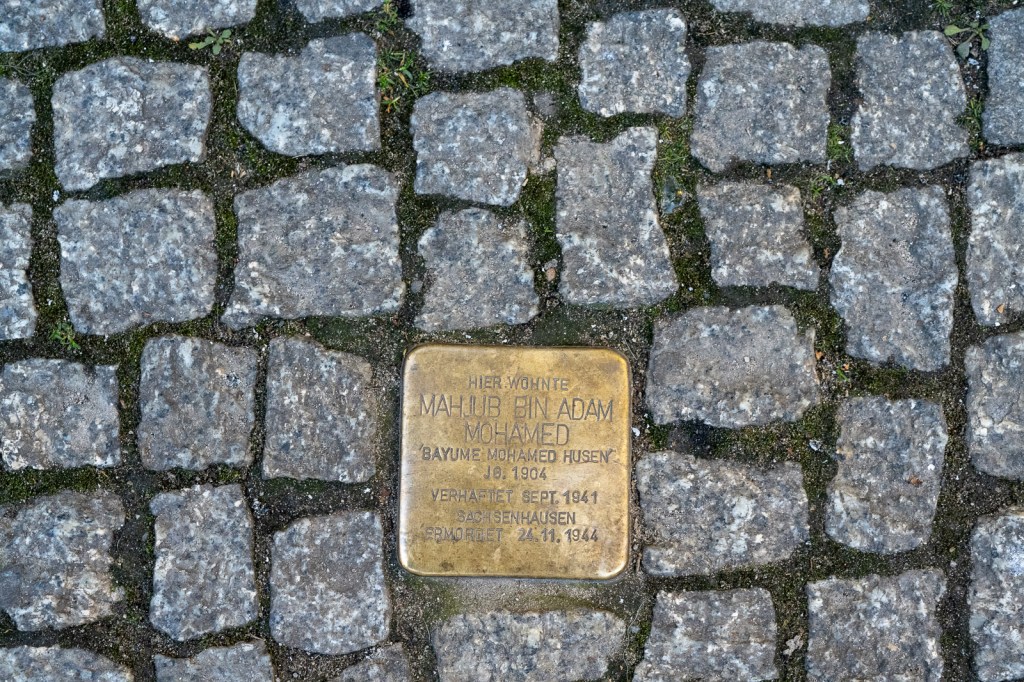 HIER WOHNTE
MAHJUB BIN ADAM
MOHAMED
'BAYUME MOHAMED HUSEN'
JG. 1904
VERHAFTET SEPT. 1941
SACHSENHAUSEN
ERMORDET 24.11.1944